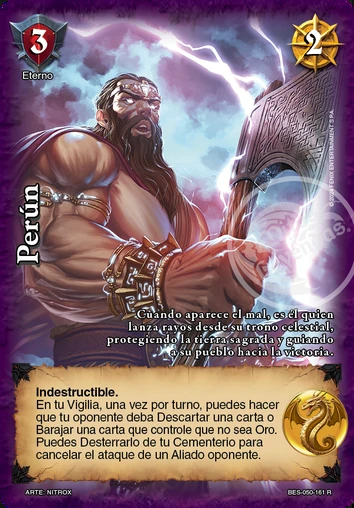 3
2
Eterno
Perún
© 2023 FENIX ENTERTAINMENT S.P.A.
Cuando aparece el mal, es él quien
lanza rayos desde su trono celestial,
protegiendo la tierra sagrada y guiando
a su pueblo hacia la victoria.
Indestructible.
En tu Vigilia, una vez por turno, puedes hacer
que tu oponente deba Descartar una carta o
Barajar una carta que controle que no sea Oro.
Puedes Desterrarlo de tu Cementerio para
cancelar el ataque de un Aliado oponente.
ARTE: NITROX
BES-050-161 R